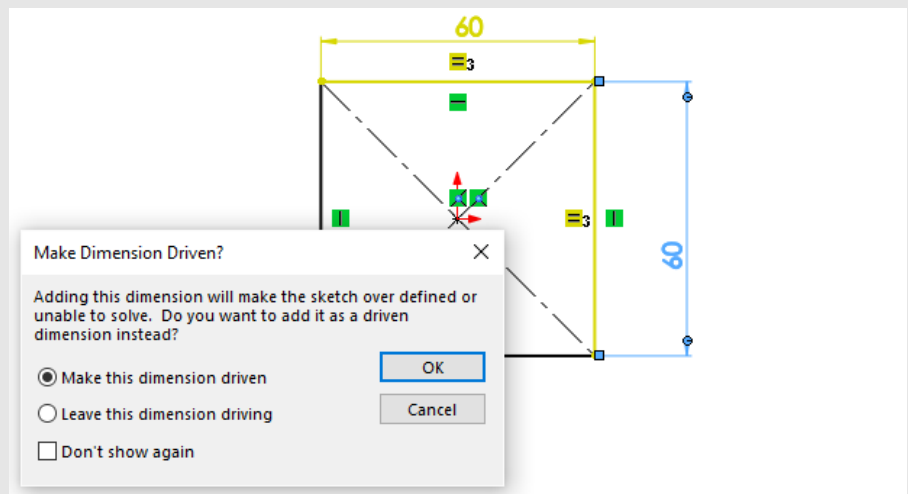 60
=3
=3
60
Make Dimension Driven?
Adding this dimension will make the sketch over defined or
unable to solve.  Do you want to add it as a driven
dimension instead?
Make this dimension driven
OK
Leave this dimension driving
Cancel
Don't show again